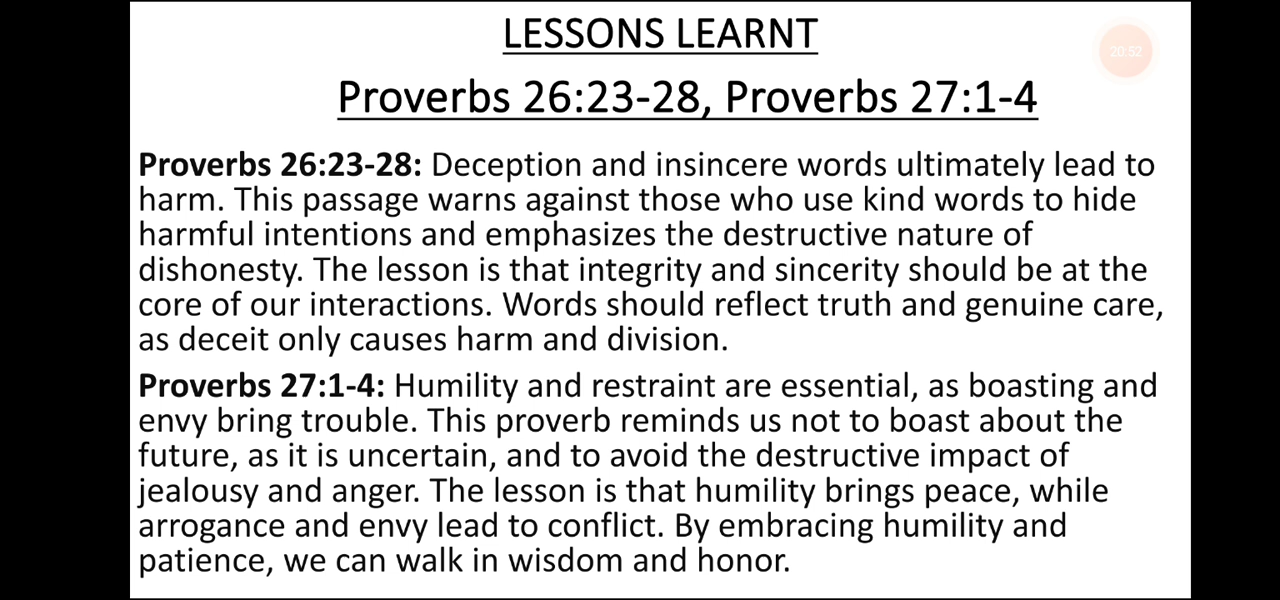 LESSONS LEARNT
20:52
Proverbs 26:23-28, Proverbs 27:1-4
Proverbs 26:23-28: Deception and insincere words ultimately lead to
harm. This passage warns against those who use kind words to hide
harmful intentions and emphasizes the destructive nature of
dishonesty. The lesson is that integrity and sincerity should be at the
core of our interactions. Words should reflect truth and genuine care,
as deceit only causes harm and division.
Proverbs 27:1-4: Humility and restraint are essential, as boasting and
envy bring trouble. This proverb reminds us not to boast about the
future, as it is uncertain, and to avoid the destructive impact of
jealousy and anger. The lesson is that humility brings peace, while
arrogance and envy lead to conflict. By embracing humility and
patience, we can walk in wisdom and honor.